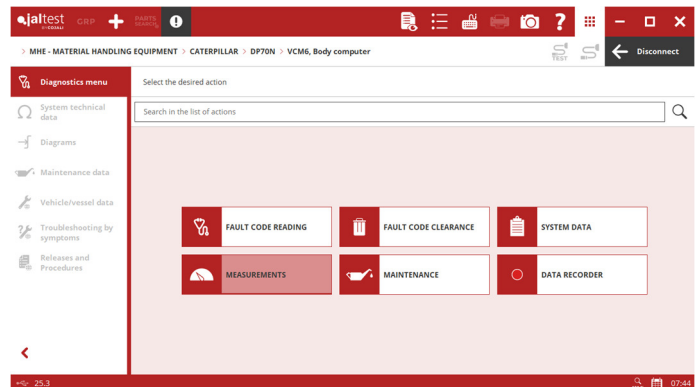 jaltest GRP PARTS SEARCH
by COJALI
> MHE - MATERIAL HANDLING EQUIPMENT > CATERPILLAR > DP70N > VCM6, Body computer
TEST
Disconnect
Diagnostics menu
System technical
data
Diagrams
Maintenance data
Vehicle/vessel data
Troubleshooting by
symptoms
Releases and
Procedures
Select the desired action
Search in the list of actions
FAULT CODE READING
FAULT CODE CLEARANCE
SYSTEM DATA
MEASUREMENTS
MAINTENANCE
DATA RECORDER
25.3
07:44